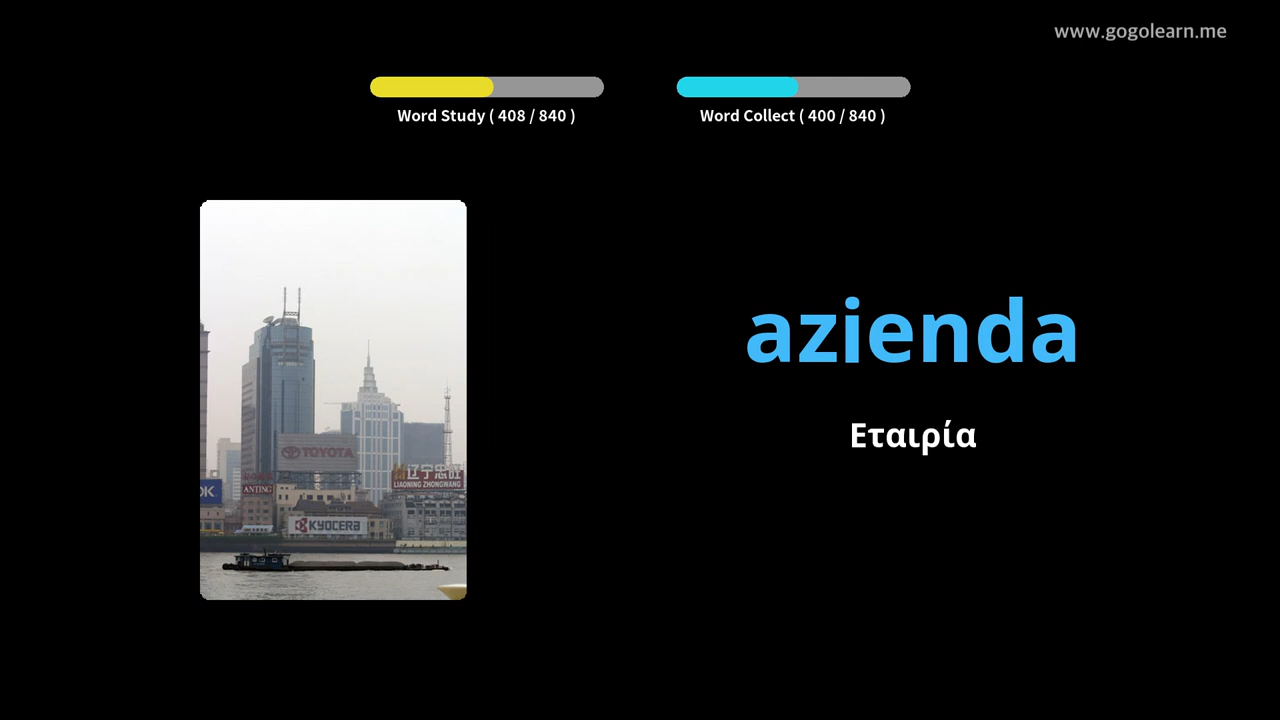 www.gogolearn.me
Word Study ( 408 / 840 )
Word Collect ( 400 / 840 )
azienda
Εταιρία
TOYOTA
辽宁忠旺
LIAONING ZHONGWANG
OK
ANTING
KYOCERA